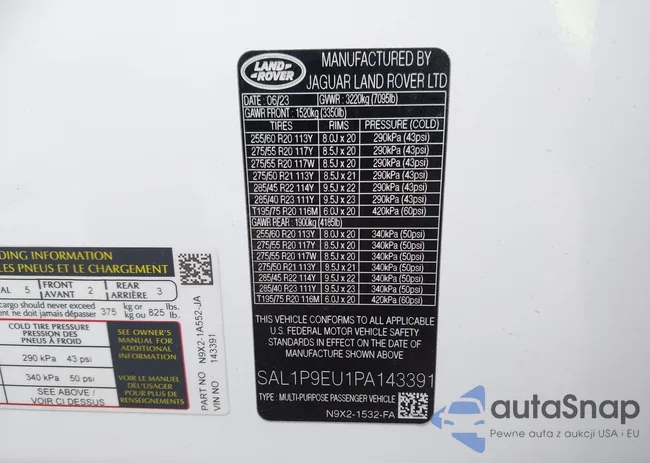 LAND
ROVER
MANUFACTURED BY
JAGUAR LAND ROVER LTD
DATE : 06/23 GVWR : 3220kg (7095lb)
GAWR FRONT : 1520kg (3350lb)
TIRES RIMS PRESSURE (COLD)
255/60 R20 113Y 8.0J x 20 290kPa (43psi)
275/55 R20 117Y 8.5J x 20 290kPa (43psi)
275/55 R20 117W 8.5J x 20 290kPa (43psi)
275/50 R21 113Y 8.5J x 21 290kPa (43psi)
285/45 R22 114Y 9.5J x 22 290kPa (43psi)
285/40 R23 111Y 9.5J x 23 290kPa (43psi)
T195/75 R20 116M 6.0J x 20 420kPa (60psi)
GAWR REAR : 1900kg (4185lb)
255/60 R20 113Y 8.0J x 20 340kPa (50psi)
275/55 R20 117Y 8.5J x 20 340kPa (50psi)
275/55 R20 117W 8.5J x 20 340kPa (50psi)
275/50 R21 113Y 8.5J x 21 340kPa (50psi)
285/45 R22 114Y 9.5J x 22 340kPa (50psi)
285/40 R23 111Y 9.5J x 23 340kPa (50psi)
T195/75 R20 116M 6.0J x 20 420kPa (60psi)
THIS VEHICLE CONFORMS TO ALL APPLICABLE
U.S. FEDERAL MOTOR VEHICLE SAFETY
STANDARDS IN EFFECT ON THE DATE OF
MANUFACTURE SHOWN ABOVE.
SAL1P9EU1PA143391
TYPE : MULTI-PURPOSE PASSENGER VEHICLE
N9X2-1532-FA
DING INFORMATION
LES PNEUS ET LE CHARGEMENT
AL 5 FRONT AVANT 2 REAR ARRIÈRE 3
cargo should never exceed
ent ne doit jamais dépasser 375 kg or kg ou 825 lbs. lb.
COLD TIRE PRESSURE
PRESSION DES
PNEUS À FROID
290 kPa 43 psi
340 kPa 50 psi
SEE ABOVE /
VOIR CI DESSUS
SEE OWNER'S
MANUAL FOR
ADDITIONAL
INFORMATION
VOIR LE MANUEL
DE L'USAGER
POUR PLUS DE
RENSEIGNEMENTS
N9X2-1A552-JA
VIN NO: 143391
autaSnap
Pewne auta z aukcji USA i EU